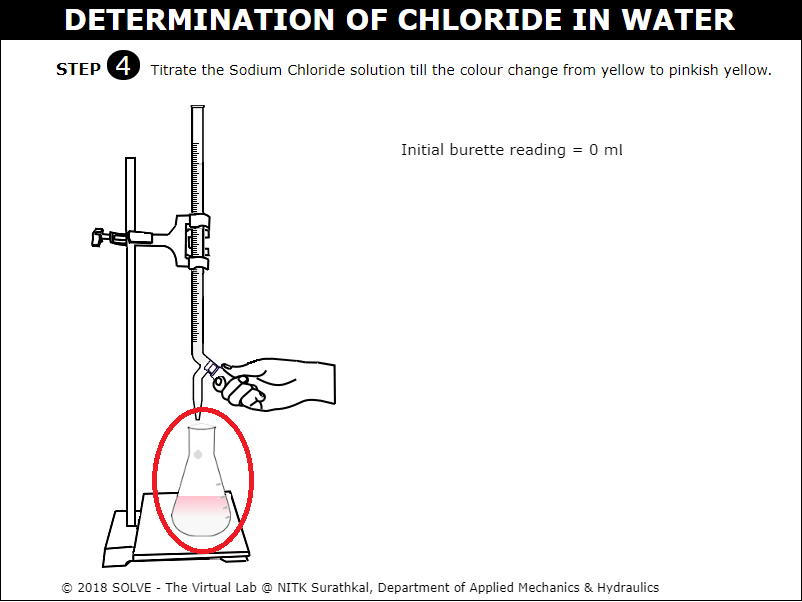 DETERMINATION OF CHLORIDE IN WATER
STEP 4 Titrate the Sodium Chloride solution till the colour change from yellow to pinkish yellow.
Initial burette reading = 0 ml
© 2018 SOLVE - The Virtual Lab @ NITK Surathkal, Department of Applied Mechanics & Hydraulics